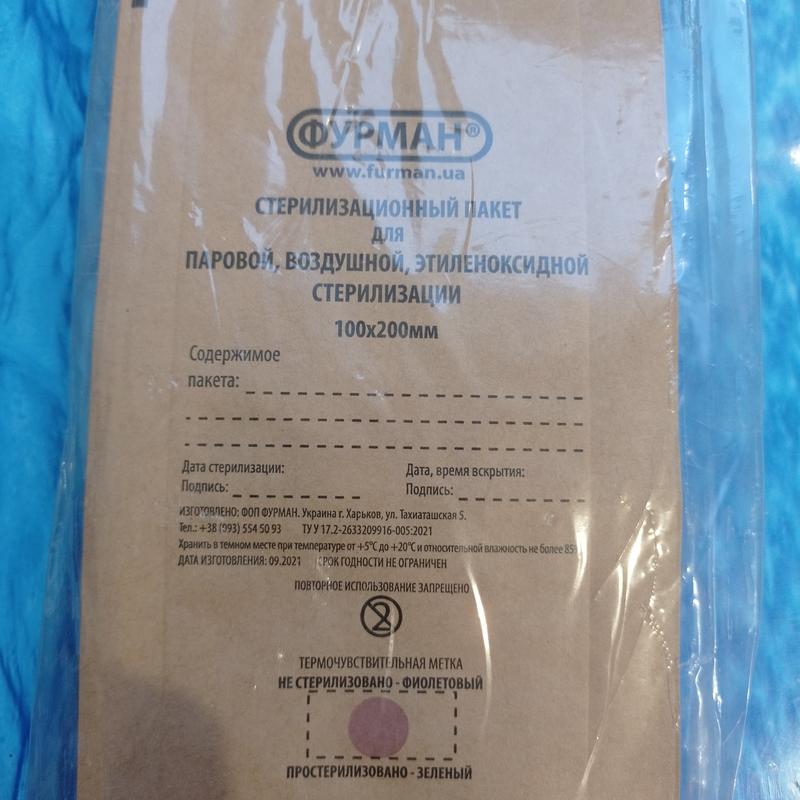 ФУРМАН®
www.furman.ua
СТЕРИЛИЗАЦИОННЫЙ ПАКЕТ
ДЛЯ
ПАРОВОЙ, ВОЗДУШНОЙ, ЭТИЛЕНОКСИДНОЙ
СТЕРИЛИЗАЦИИ
100х200мм
Содержимое
пакета:
Дата стерилизации: Дата, время вскрытия:
Подпись: Подпись:
ИЗГОТОВЛЕНО: ФОП ФУРМАН. Украина г. Харьков, ул. Тахиаташская 5.
Тел.: +38 (093) 554 50 93 ТУ У 17.2-2633209916-005:2021
Хранить в темном месте при температуре от +5°С до +20°С и относительной влажность не более 85%
ДАТА ИЗГОТОВЛЕНИЯ: 09.2021 СРОК ГОДНОСТИ НЕ ОГРАНИЧЕН
ПОВТОРНОЕ ИСПОЛЬЗОВАНИЕ ЗАПРЕЩЕНО
2
ТЕРМОЧУВСТВИТЕЛЬНАЯ МЕТКА
НЕ СТЕРИЛИЗОВАНО - ФИОЛЕТОВЫЙ
ПРОСТЕРИЛИЗОВАНО - ЗЕЛЕНЫЙ